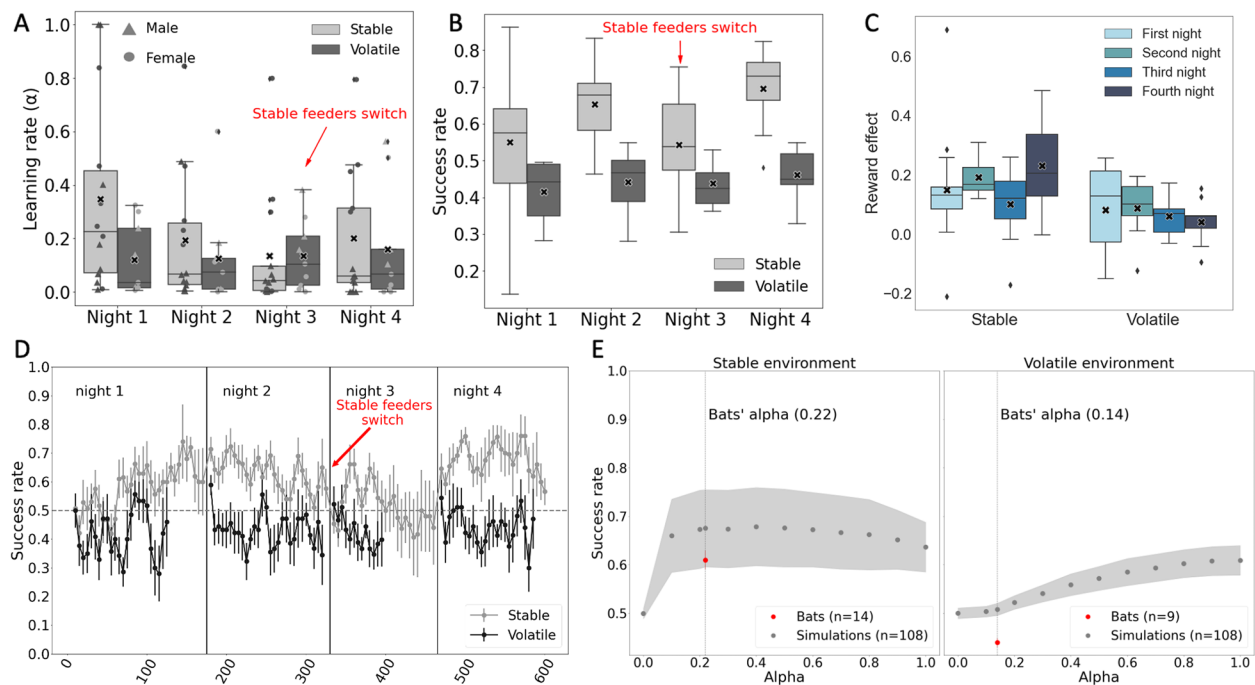 A
Male
Female
Stable
Volatile
Stable feeders switch
Learning rate (α)
1.0
0.8
0.6
0.4
0.2
0.0
Night 1
Night 2
Night 3
Night 4
B
Stable feeders switch
Success rate
0.8
0.7
0.6
0.5
0.4
0.3
0.2
Stable
Volatile
Night 1
Night 2
Night 3
Night 4
C
First night
Second night
Third night
Fourth night
Reward effect
0.6
0.4
0.2
0.0
−0.2
Stable
Volatile
D
night 1
night 2
night 3
night 4
Stable feeders
switch
Success rate
1.0
0.9
0.8
0.7
0.6
0.5
0.4
0.3
0.2
0.1
0.0
Stable
Volatile
0
100
200
300
500
600
E
Stable environment
Bats' alpha (0.22)
Success rate
1.0
0.9
0.8
0.7
0.6
0.5
Bats (n=14)
Simulations (n=108)
0.0
0.2
0.4
0.6
0.8
1.0
Alpha
Volatile environment
Bats' alpha (0.14)
Bats (n=9)
Simulations (n=108)
0.0
0.2
0.4
0.6
0.8
1.0
Alpha